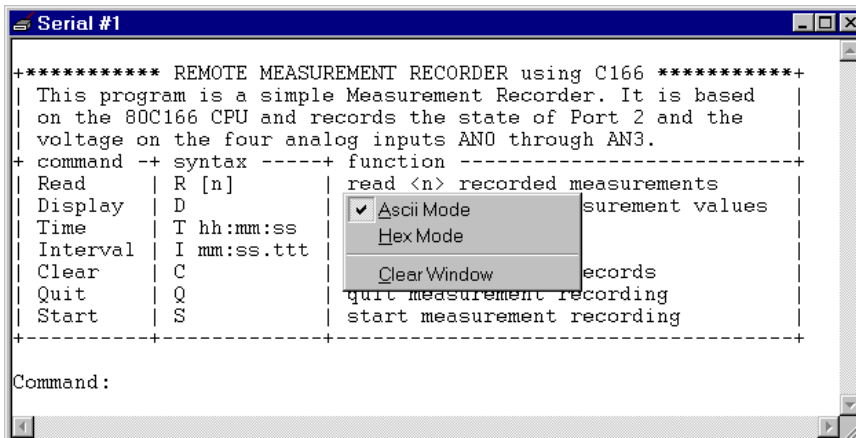 Serial #1
+*********** REMOTE MEASUREMENT RECORDER using C166 ***********+
| This program is a simple Measurement Recorder. It is based |
| on the 80C166 CPU and records the state of Port 2 and the |
| voltage on the four analog inputs AN0 through AN3. |
+ command -+ syntax -----+ function --------------------------+
| Read | R [n] | read <n> recorded measurements |
| Display | D | surement values |
| Time | T hh:mm:ss | |
| Interval | I mm:ss.ttt | |
| Clear | C | ecords |
| Quit | Q | quit measurement recording |
| Start | S | start measurement recording |
+----------+-------------+------------------------------------+
Ascii Mode
Hex Mode
Clear Window
Command: